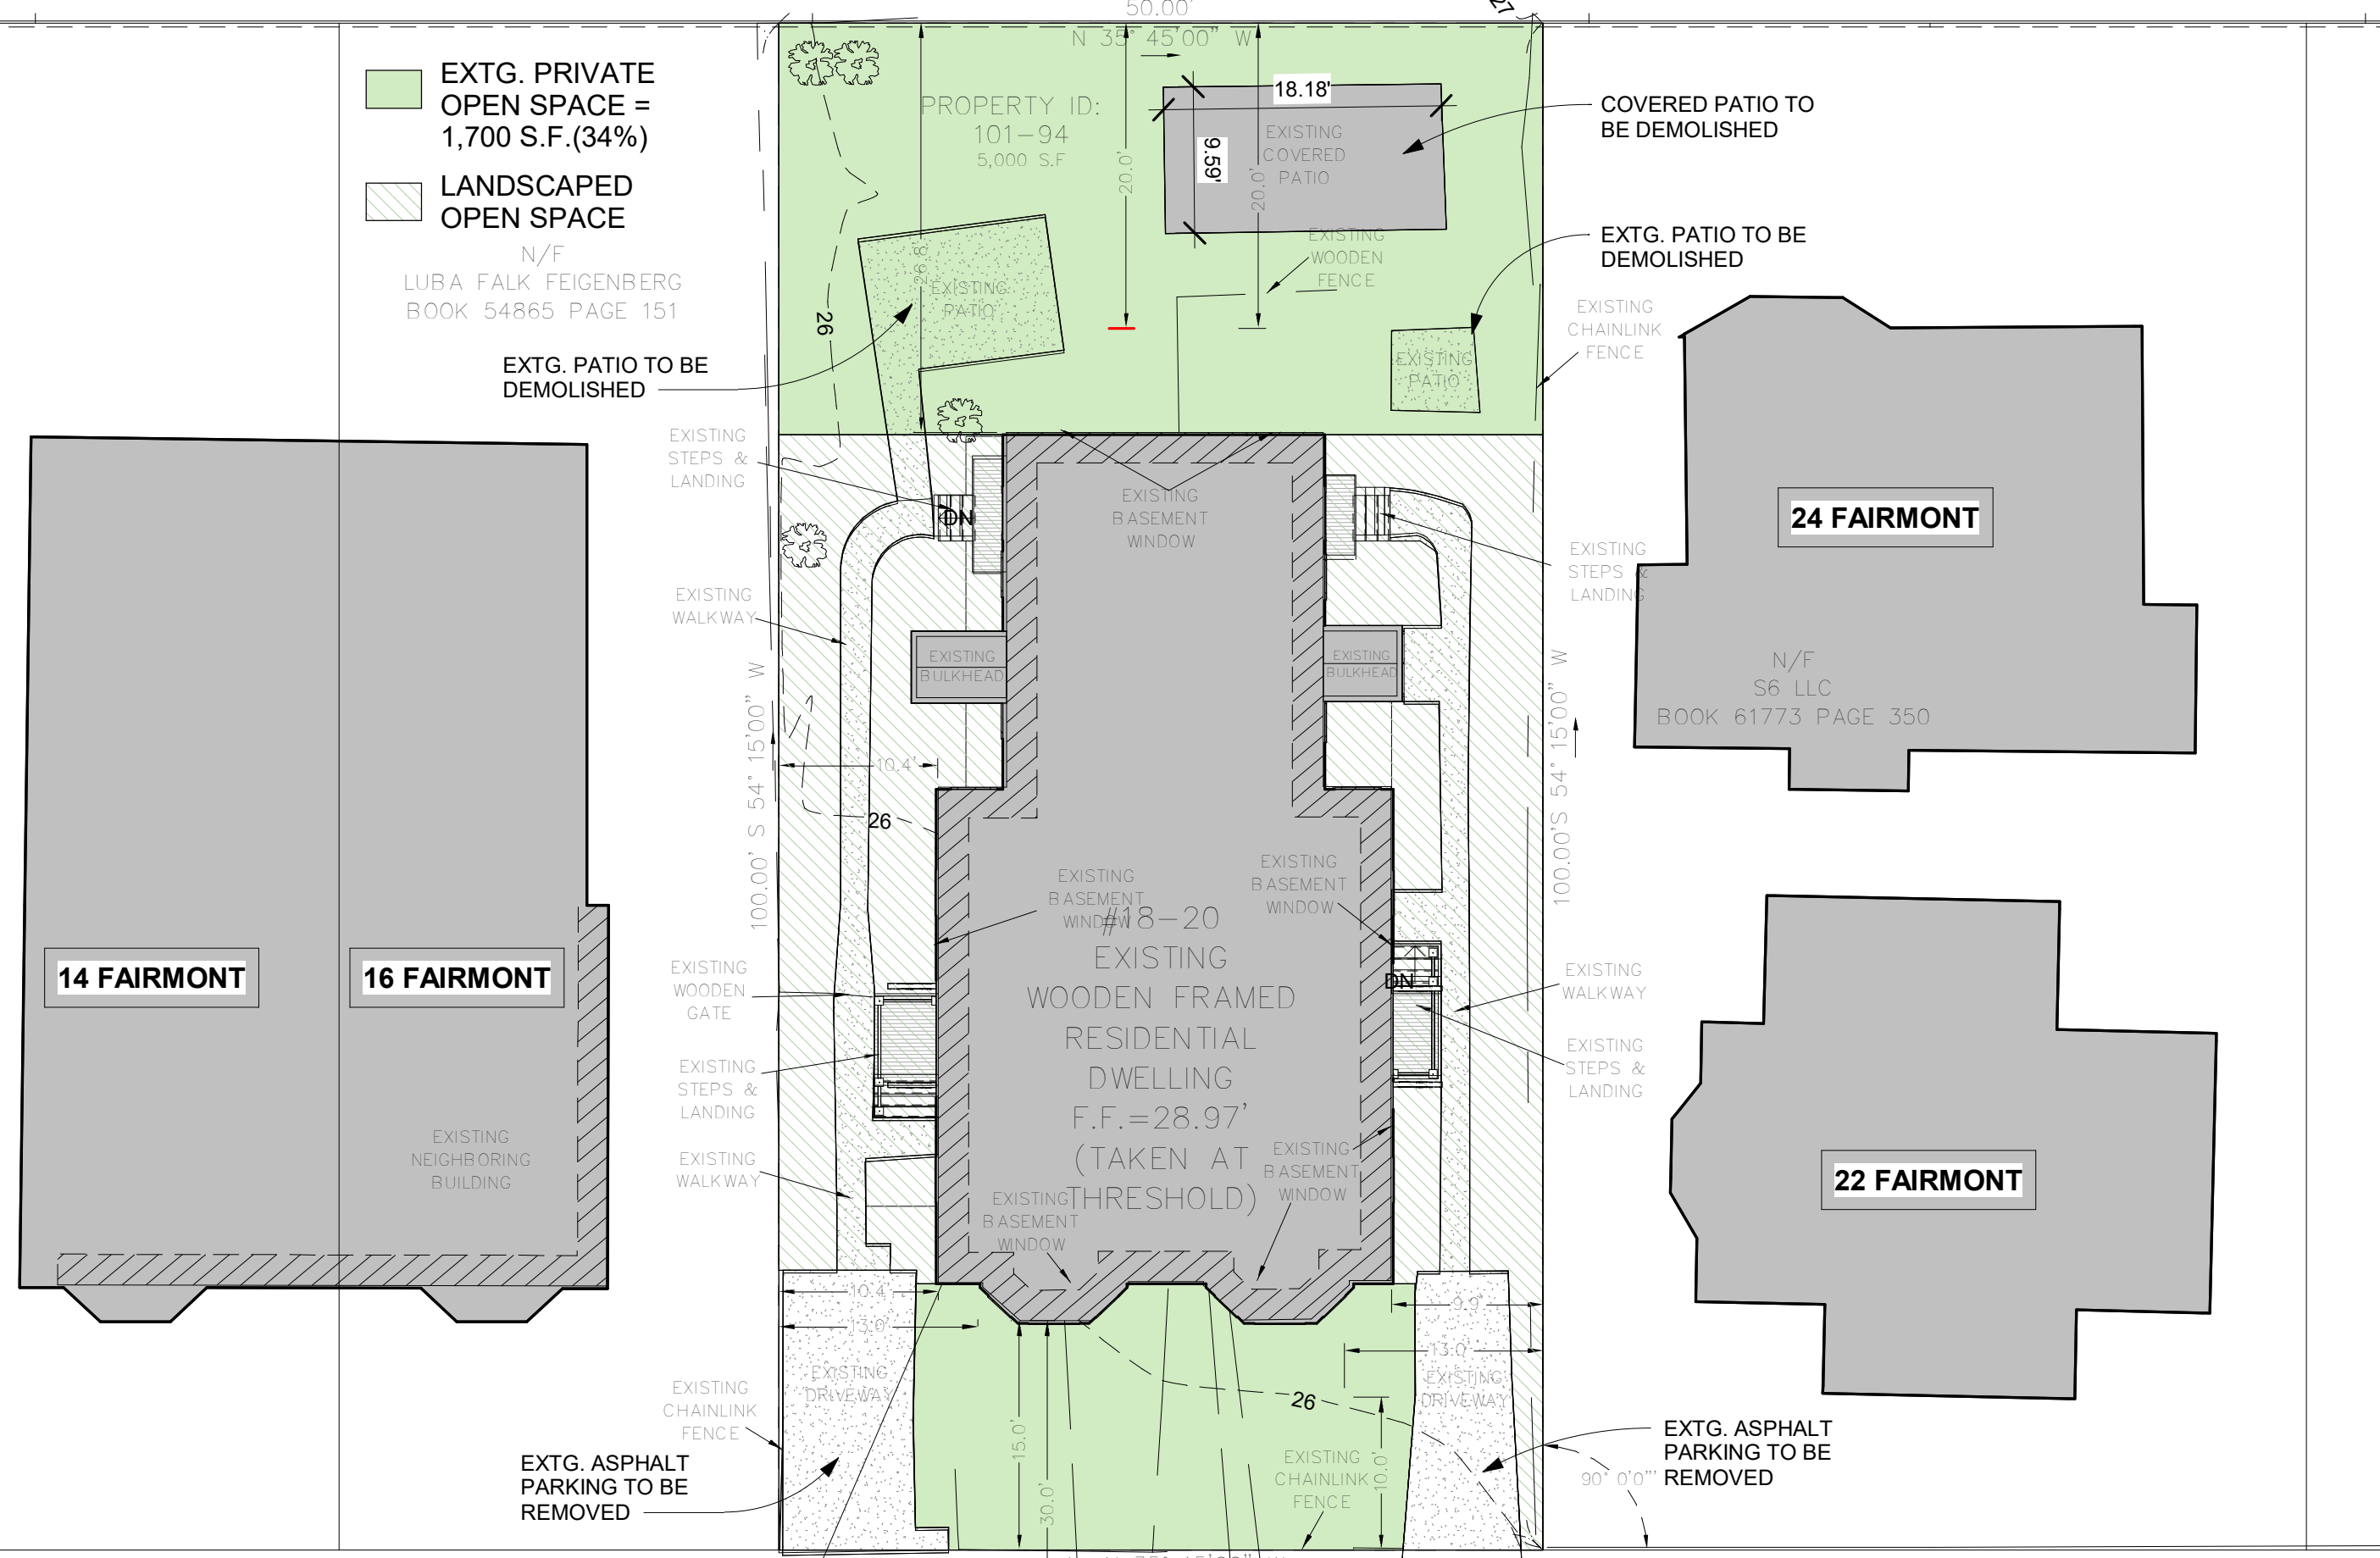 50.00'
N 35° 45'00" W
27
EXTG. PRIVATE
OPEN SPACE =
1,700 S.F.(34%)
LANDSCAPED
OPEN SPACE
N/F
LUBA FALK FEIGENBERG
BOOK 54865 PAGE 151
PROPERTY ID:
101-94
5,000 S.F
20.0'
20.0'
26.8'
18.18'
9.59'
EXISTING
COVERED
PATIO
COVERED PATIO TO
BE DEMOLISHED
EXISTING
WOODEN
FENCE
EXTG. PATIO TO BE
DEMOLISHED
EXISTING
PATIO
26
EXTG. PATIO TO BE
DEMOLISHED
EXISTING
PATIO
EXISTING
CHAINLINK
FENCE
EXISTING
STEPS &
LANDING
DN
EXISTING
BASEMENT
WINDOW
24 FAIRMONT
EXISTING
STEPS &
LANDING
EXISTING
WALKWAY
EXISTING
BULKHEAD
EXISTING
BULKHEAD
N/F
S6 LLC
BOOK 61773 PAGE 350
100.00' S 54° 15'00" W
100.00' S 54° 15'00" W
10.4'
26
EXISTING
BASEMENT
WINDOW
EXISTING
BASEMENT
WINDOW
#18-20
EXISTING
WOODEN FRAMED
RESIDENTIAL
DWELLING
F.F.=28.97'
(TAKEN AT
THRESHOLD)
14 FAIRMONT
16 FAIRMONT
EXISTING
WOODEN
GATE
DN
EXISTING
WALKWAY
EXISTING
STEPS &
LANDING
EXISTING
STEPS &
LANDING
EXISTING
NEIGHBORING
BUILDING
EXISTING
WALKWAY
EXISTING
BASEMENT
WINDOW
EXISTING
BASEMENT
WINDOW
22 FAIRMONT
10.4'
13.0'
9.9'
13.0'
EXISTING
DRIVEWAY
EXISTING
DRIVEWAY
EXISTING
CHAINLINK
FENCE
26
15.0'
30.0'
10.0'
EXISTING
CHAINLINK
FENCE
EXTG. ASPHALT
PARKING TO BE
REMOVED
EXTG. ASPHALT
PARKING TO BE
REMOVED
90° 0'0"